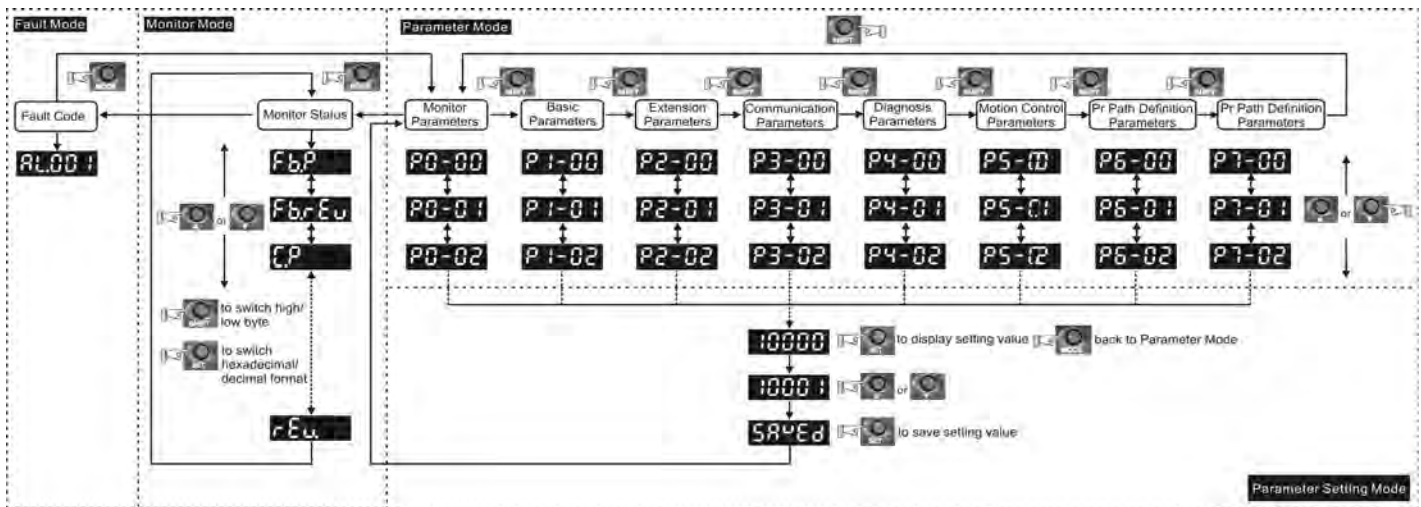 Fault Mode
Monitor Mode
Parameter Mode
Fault Code
Monitor Status
Monitor
Parameters
Basic
Parameters
Extension
Parameters
Communication
Parameters
Diagnosis
Parameters
Motion Control
Parameters
Pr Path Definition
Parameters
Pr Path Definition
Parameters
AL.001
Fb.P
P0-00
P1-00
P2-00
P3-00
P4-00
P5-00
P6-00
P7-00
or
Fb.rEu
P0-01
P1-01
P2-01
P3-01
P4-01
P5-01
P6-01
P7-01
or
C.P
P0-02
P1-02
P2-02
P3-02
P4-02
P5-02
P6-02
P7-02
to switch high/
low byte
to switch
hexadecimal/
decimal format
rEu.
10000
to display setting value
back to Parameter Mode
10001
or
SAvEd
to save setting value
Parameter Setting Mode